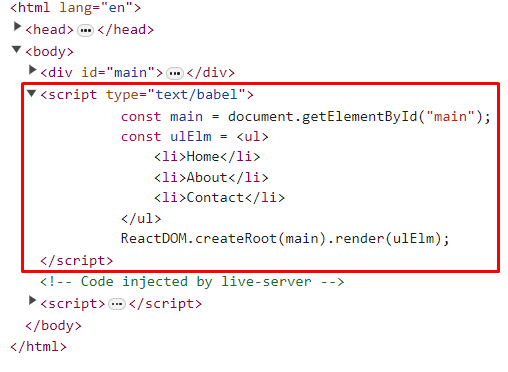 <html lang="en">
<head> ... </head>
<body>
<div id="main"> ... </div>
<script type="text/babel">
const main = document.getElementById("main");
const ulElm = <ul>
<li>Home</li>
<li>About</li>
<li>Contact</li>
</ul>
ReactDOM.createRoot(main).render(ulElm);
</script>
<!-- Code injected by live-server -->
<script> ... </script>
</body>
</html>